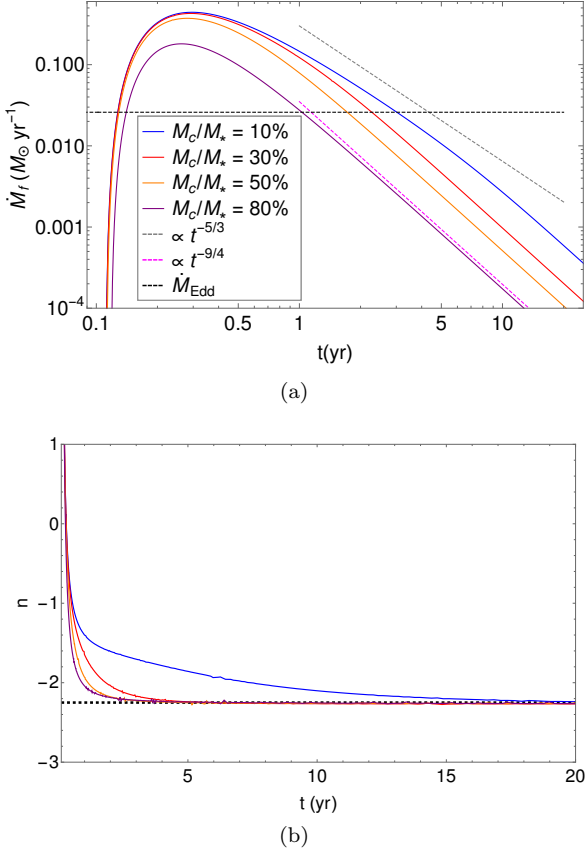 0.100
0.010
0.001
10⁻⁴
Ṁ_f (M_⊙ yr⁻¹)
M_c/M_* = 10%
M_c/M_* = 30%
M_c/M_* = 50%
M_c/M_* = 80%
∝ t^{-5/3}
∝ t^{-9/4}
Ṁ_Edd
0.1 0.5 1 5 10
t(yr)
(a)
1
0
−1
−2
−3
n
5 10 15 20
t (yr)
(b)